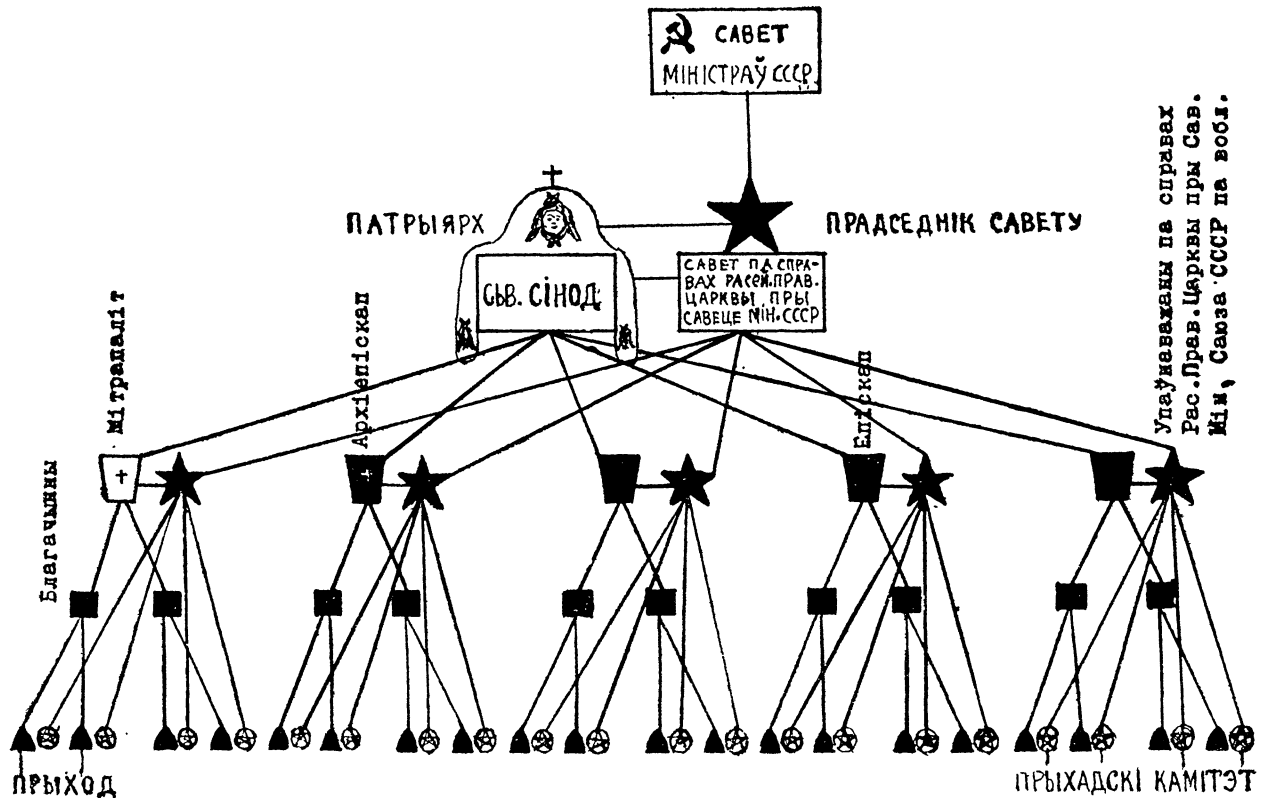 САВЕТ
МІНІСТРАЎ СССР
ПАТРЫЯРХ
ПРАДСЕДНІК САВЕТУ
СЬВ. СІНОД
САВЕТ ПА СПРА-
ВАХ РАСЕЙ.ПРАВ.
ЦАРКВЫ ПРЫ
САВЕЦЕ МІН. СССР
Упаўнаважаны па справах
Рас.Прав.Царквы пры Сав.
Мін, Саюза СССР па вобл.
Мітрапаліт
Архіепіскап
Епіскап
Благачынны
ПРЫХОД
ПРЫХАДСКІ КАМІТЭТ